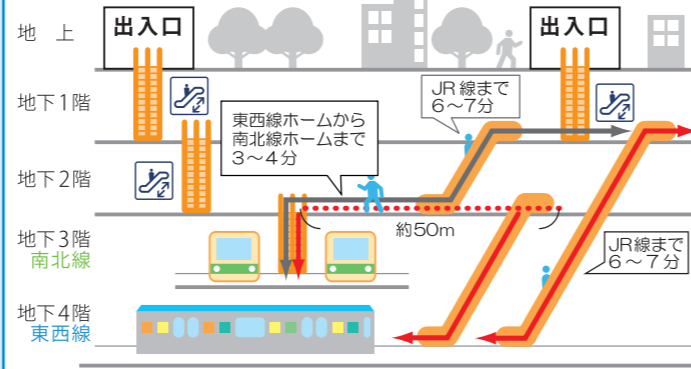 地 上
出入口
出入口
地下1階
JR線まで
6〜7分
東西線ホームから
南北線ホームまで
3〜4分
地下2階
約50m
地下3階
南北線
JR線まで
6〜7分
地下4階
東西線